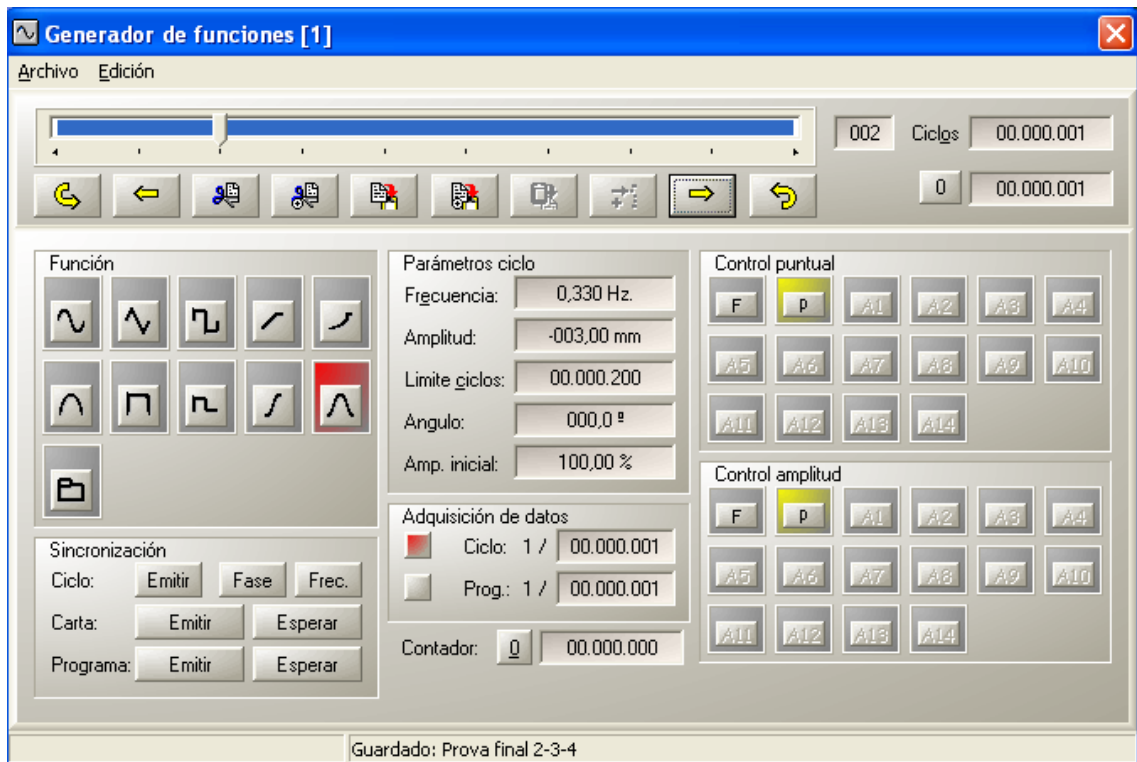 Generador de funciones [1]
Archivo Edición
002 Ciclos 00.000.001
0 00.000.001
Función
Parámetros ciclo
Frecuencia: 0,330 Hz.
Amplitud: -003,00 mm
Limite ciclos: 00.000.200
Angulo: 000,0 º
Amp. inicial: 100,00 %
Control puntual
F P A1 A2 A3 A4
A5 A6 A7 A8 A9 A10
A11 A12 A13 A14
Control amplitud
F P A1 A2 A3 A4
A5 A6 A7 A8 A9 A10
A11 A12 A13 A14
Sincronización
Ciclo: Emitir Fase Frec.
Carta: Emitir Esperar
Programa: Emitir Esperar
Adquisición de datos
Ciclo: 1 / 00.000.001
Prog.: 1 / 00.000.001
Contador: 0 00.000.000
Guardado: Prova final 2-3-4